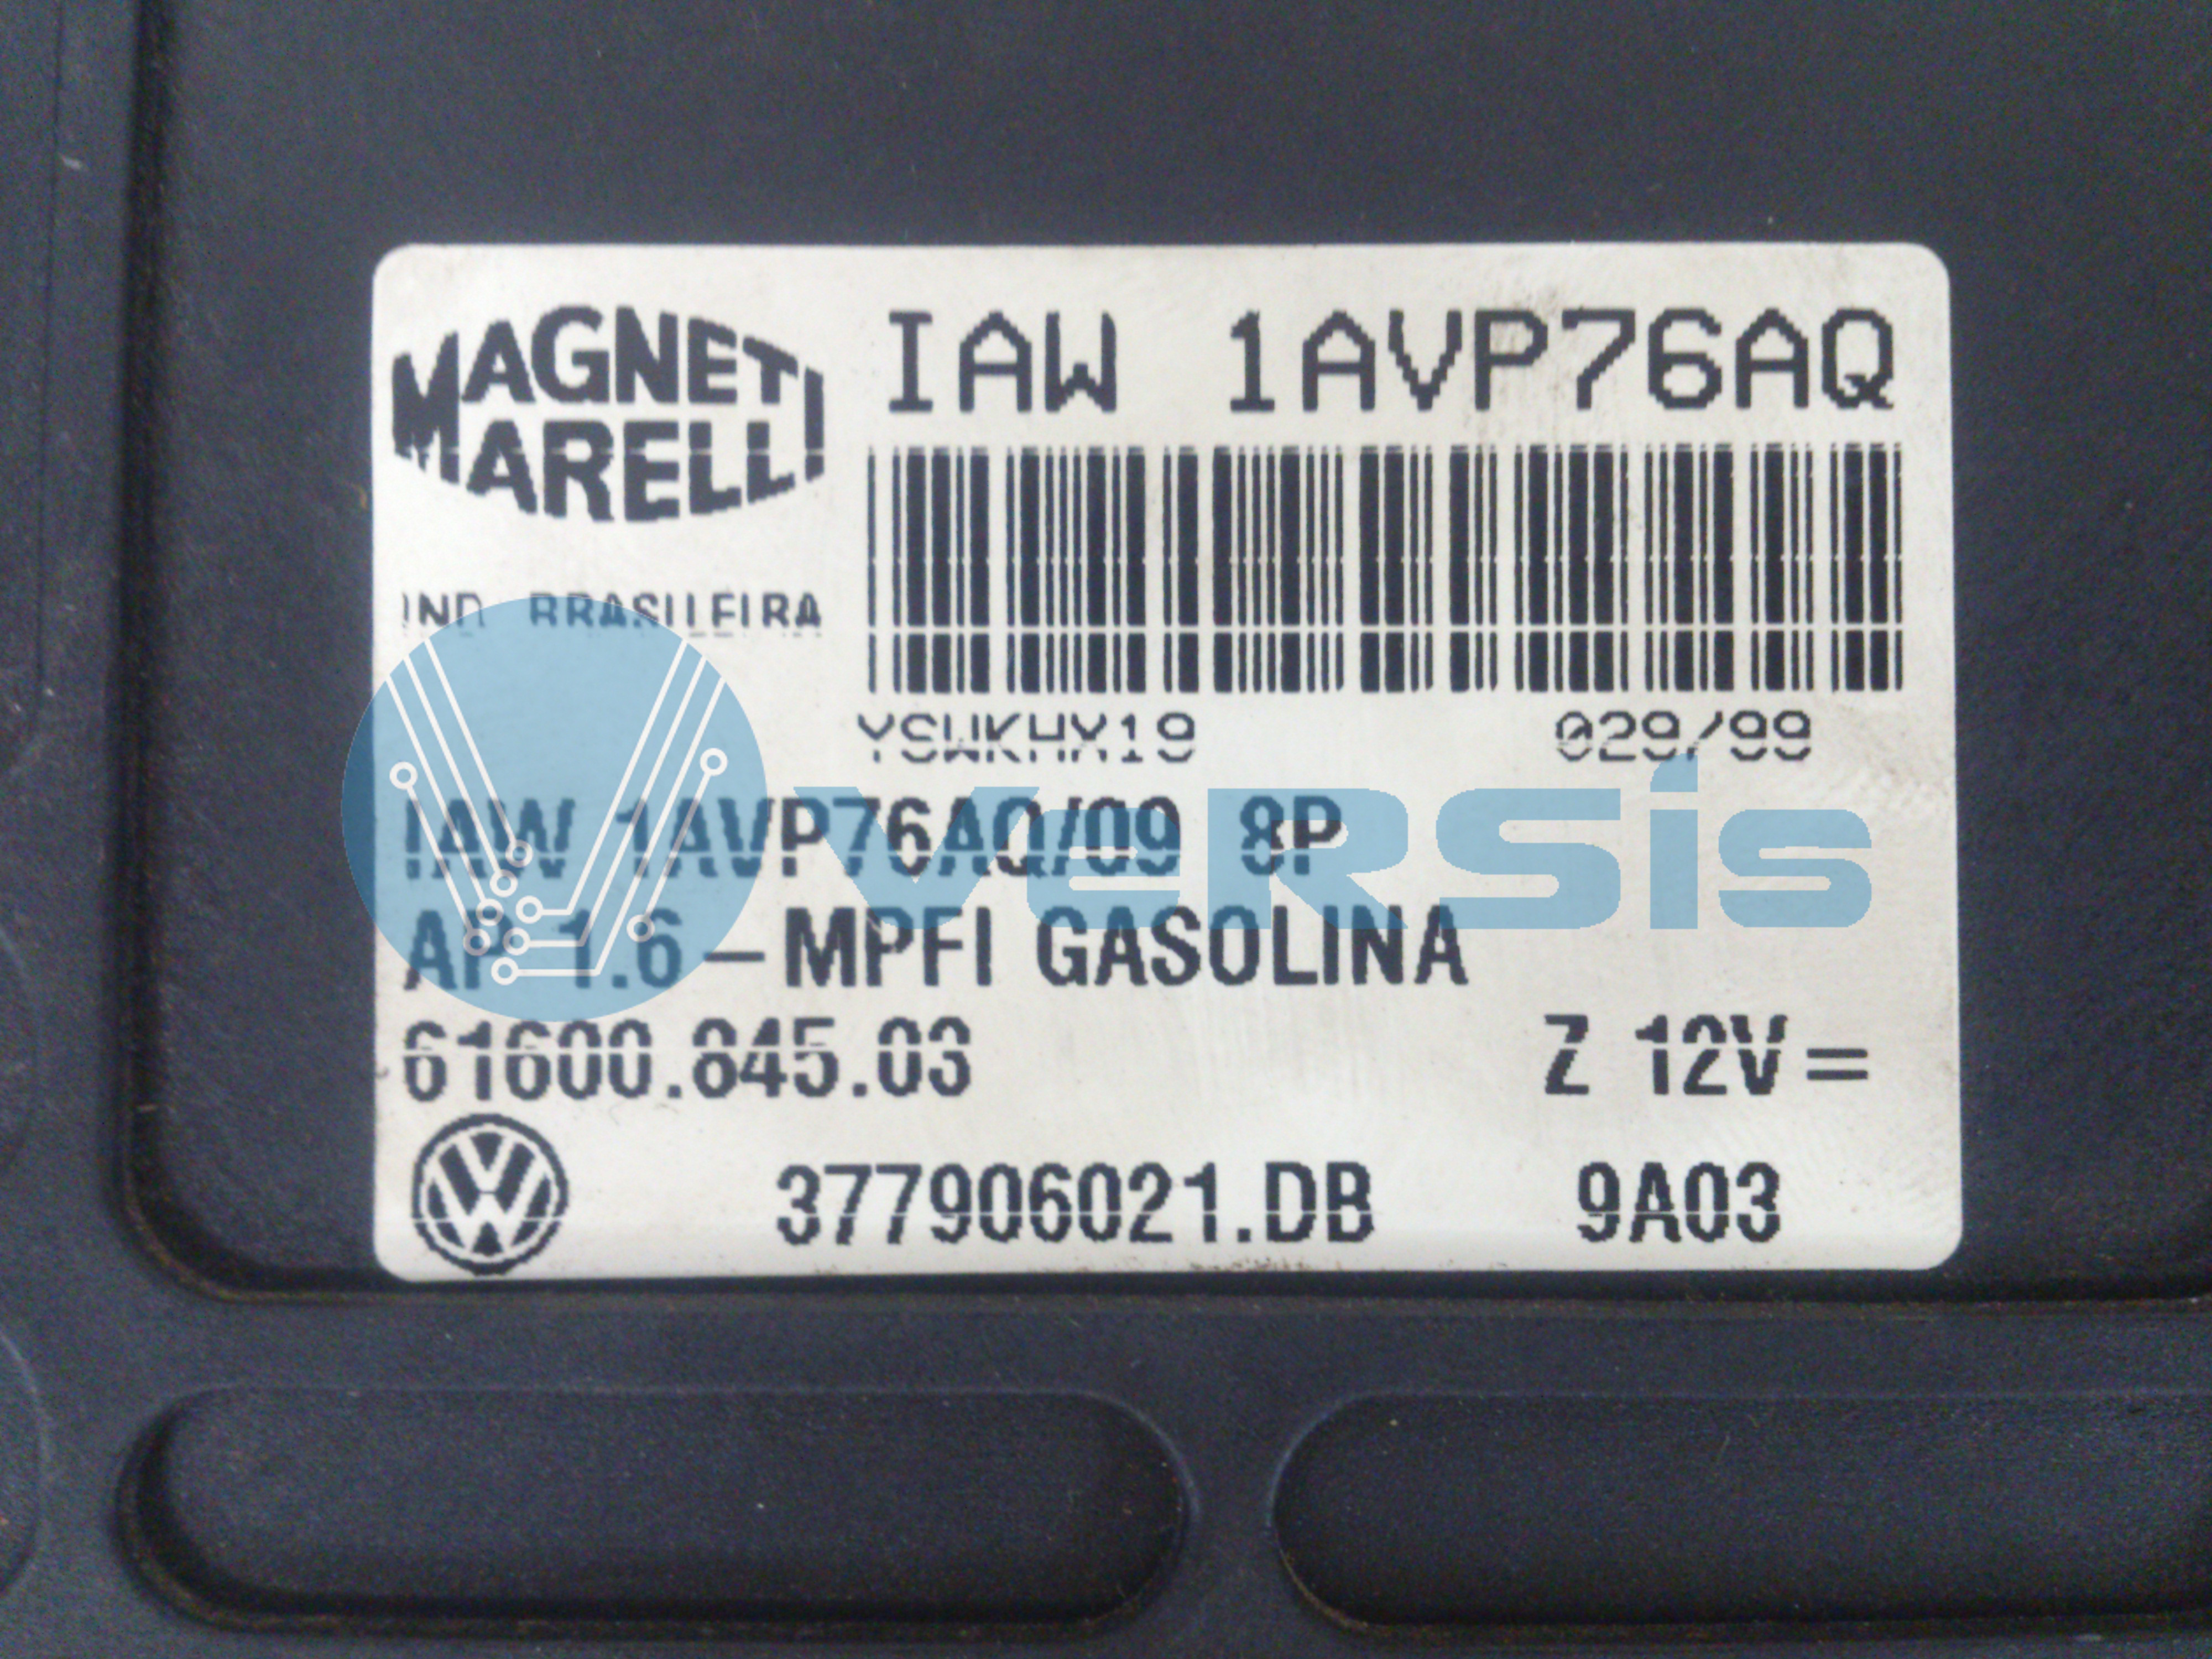 MAGNETI
MARELLI
IAW 1AVP76AQ
IND BRASILEIRA
YSWKHX19 029/99
IAW 1AVP76AQ/09 8P
versis
AP 1.6 – MPFI GASOLINA
61600.845.03 Z 12V =
VW 377906021.DB 9A03